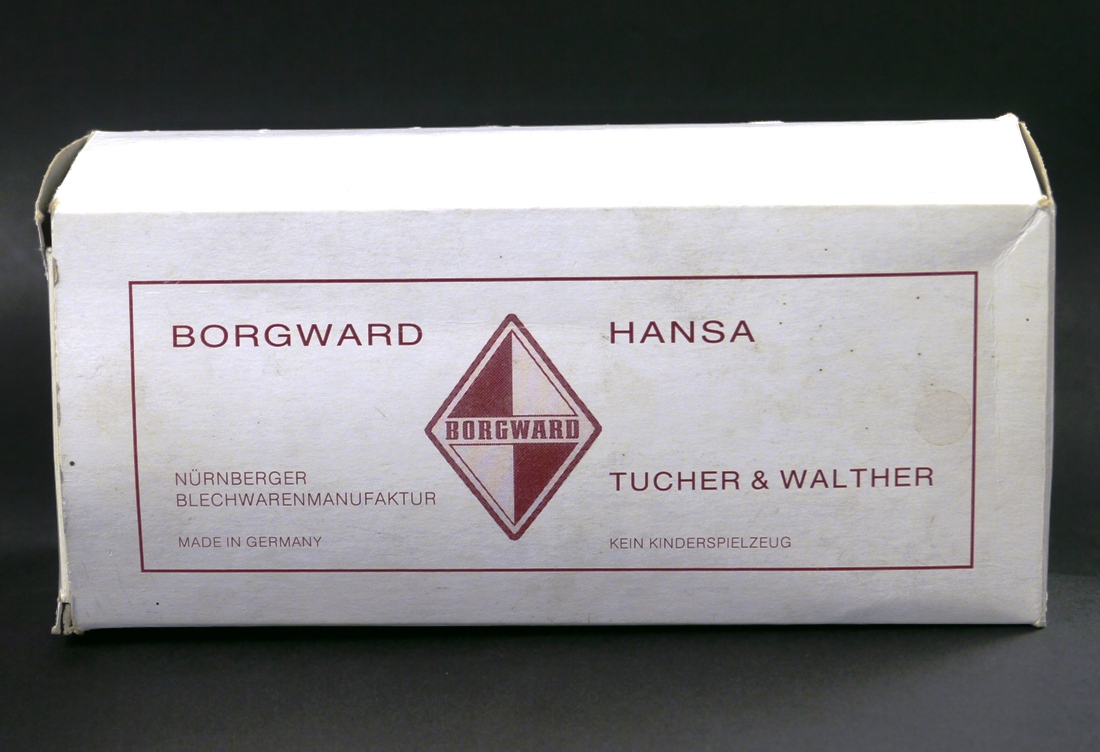 BORGWARD
HANSA
BORGWARD
NÜRNBERGER
BLECHWARENMANUFAKTUR
TUCHER & WALTHER
MADE IN GERMANY
KEIN KINDERSPIELZEUG